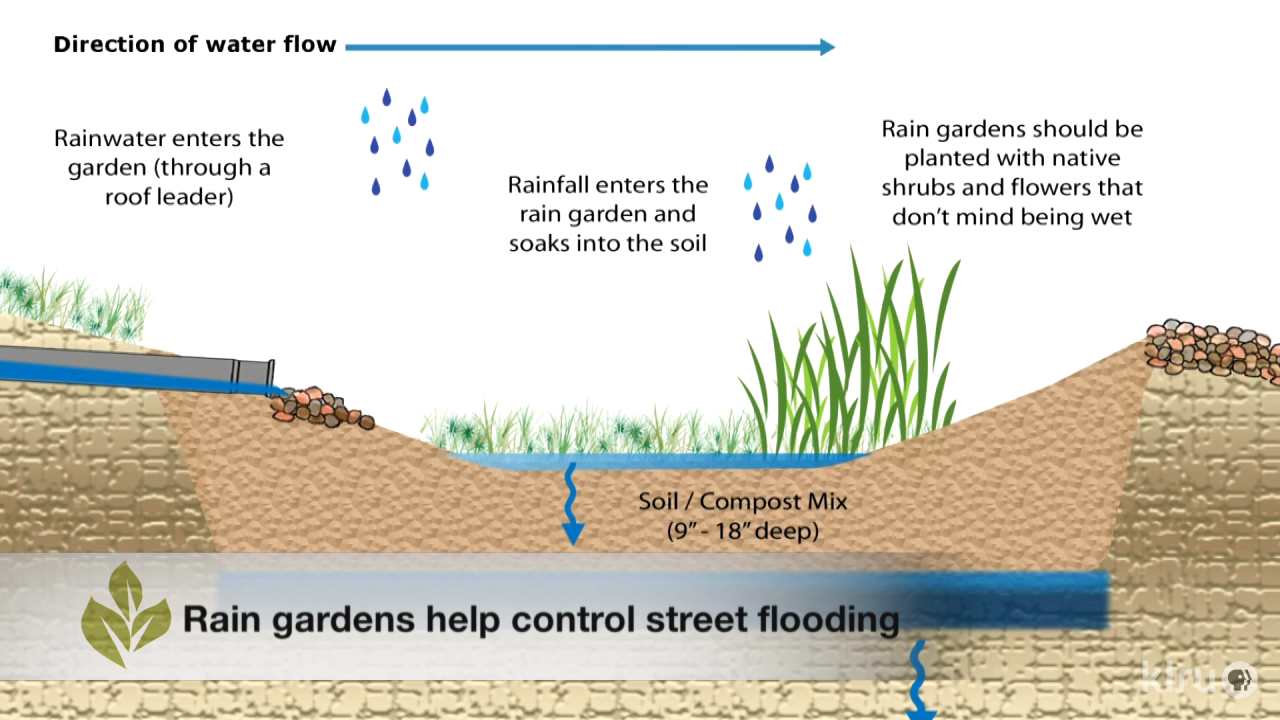 Direction of water flow
Rainwater enters the
garden (through a
roof leader)
Rainfall enters the
rain garden and
soaks into the soil
Rain gardens should be
planted with native
shrubs and flowers that
don’t mind being wet
Soil / Compost Mix
(9” - 18” deep)
Rain gardens help control street flooding
klru